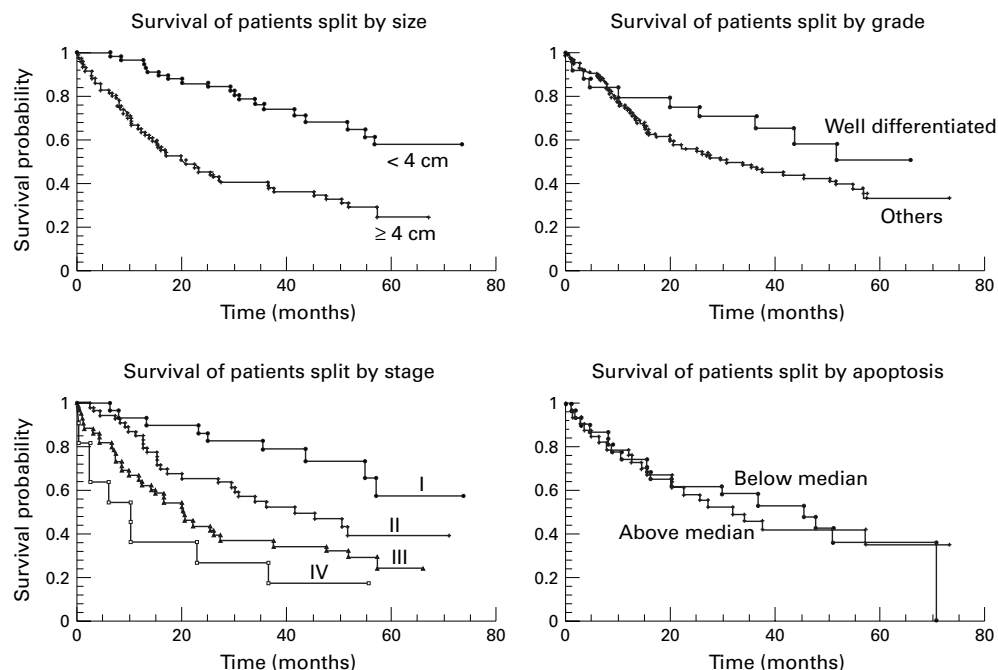 Survival of patients split by size
Survival probability
1
0.8
0.6
0.4
0.2
0
< 4 cm
≥ 4 cm
0 20 40 60 80
Time (months)
Survival of patients split by grade
1
0.8
0.6
0.4
0.2
0
Well differentiated
Others
0 20 40 60 80
Time (months)
Survival of patients split by stage
Survival probability
1
0.8
0.6
0.4
0.2
0
I
II
III
IV
0 20 40 60 80
Time (months)
Survival of patients split by apoptosis
1
0.8
0.6
0.4
0.2
0
Below median
Above median
0 20 40 60 80
Time (months)